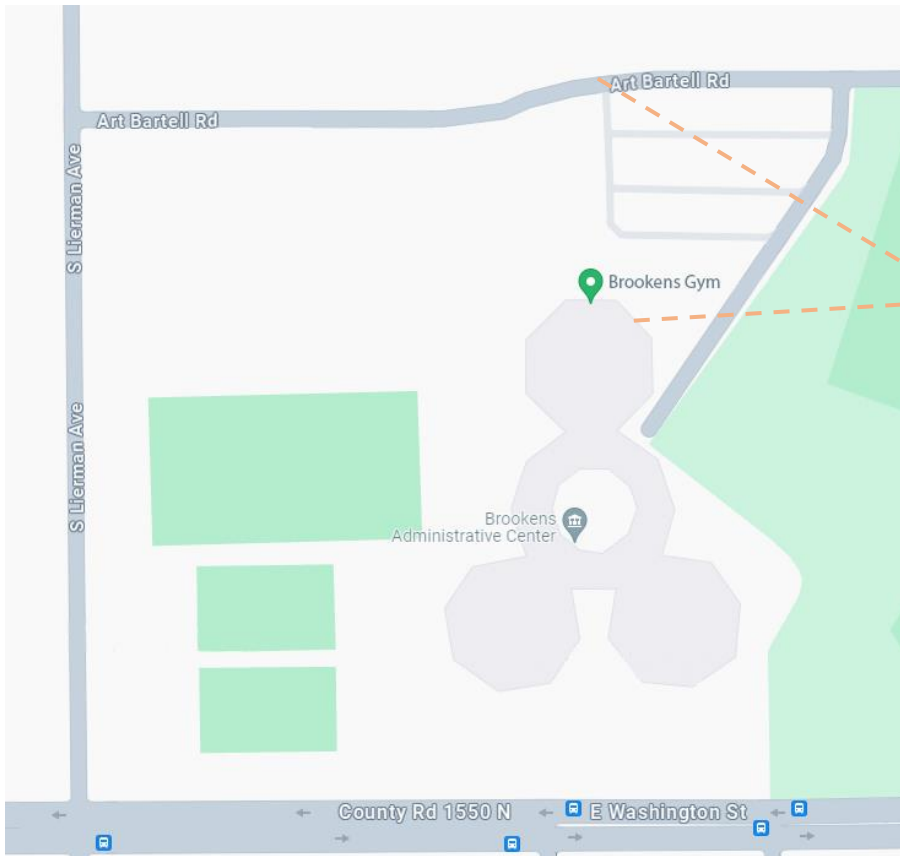 Art Bartell Rd
Art Bartell Rd
S Lierman Ave
Brookens Gym
S Lierman Ave
Brookens
Administrative Center
County Rd 1550 N
E Washington St